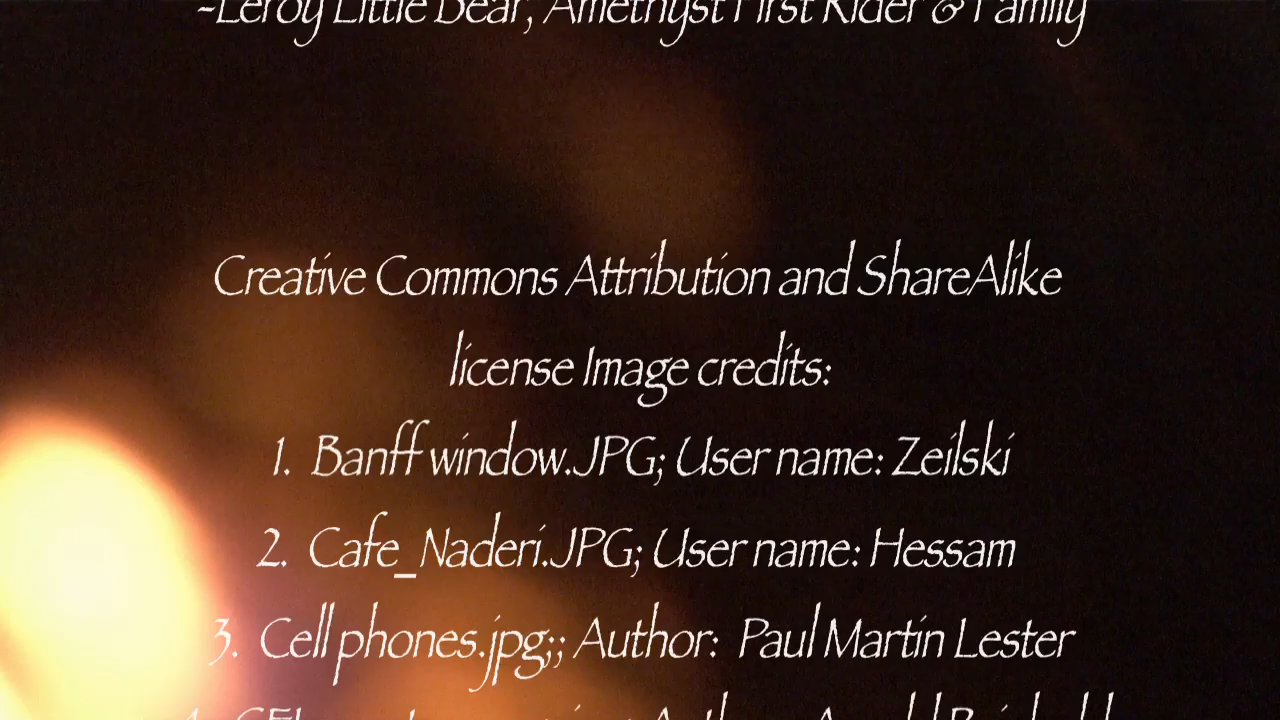 -Leroy Little Bear, Amethyst First Rider & Family
Creative Commons Attribution and ShareAlike
license Image credits:
1. Banff window.JPG; User name: Zeilski
2. Cafe_Naderi.JPG; User name: Hessam
3. Cell phones.jpg;; Author: Paul Martin Lester